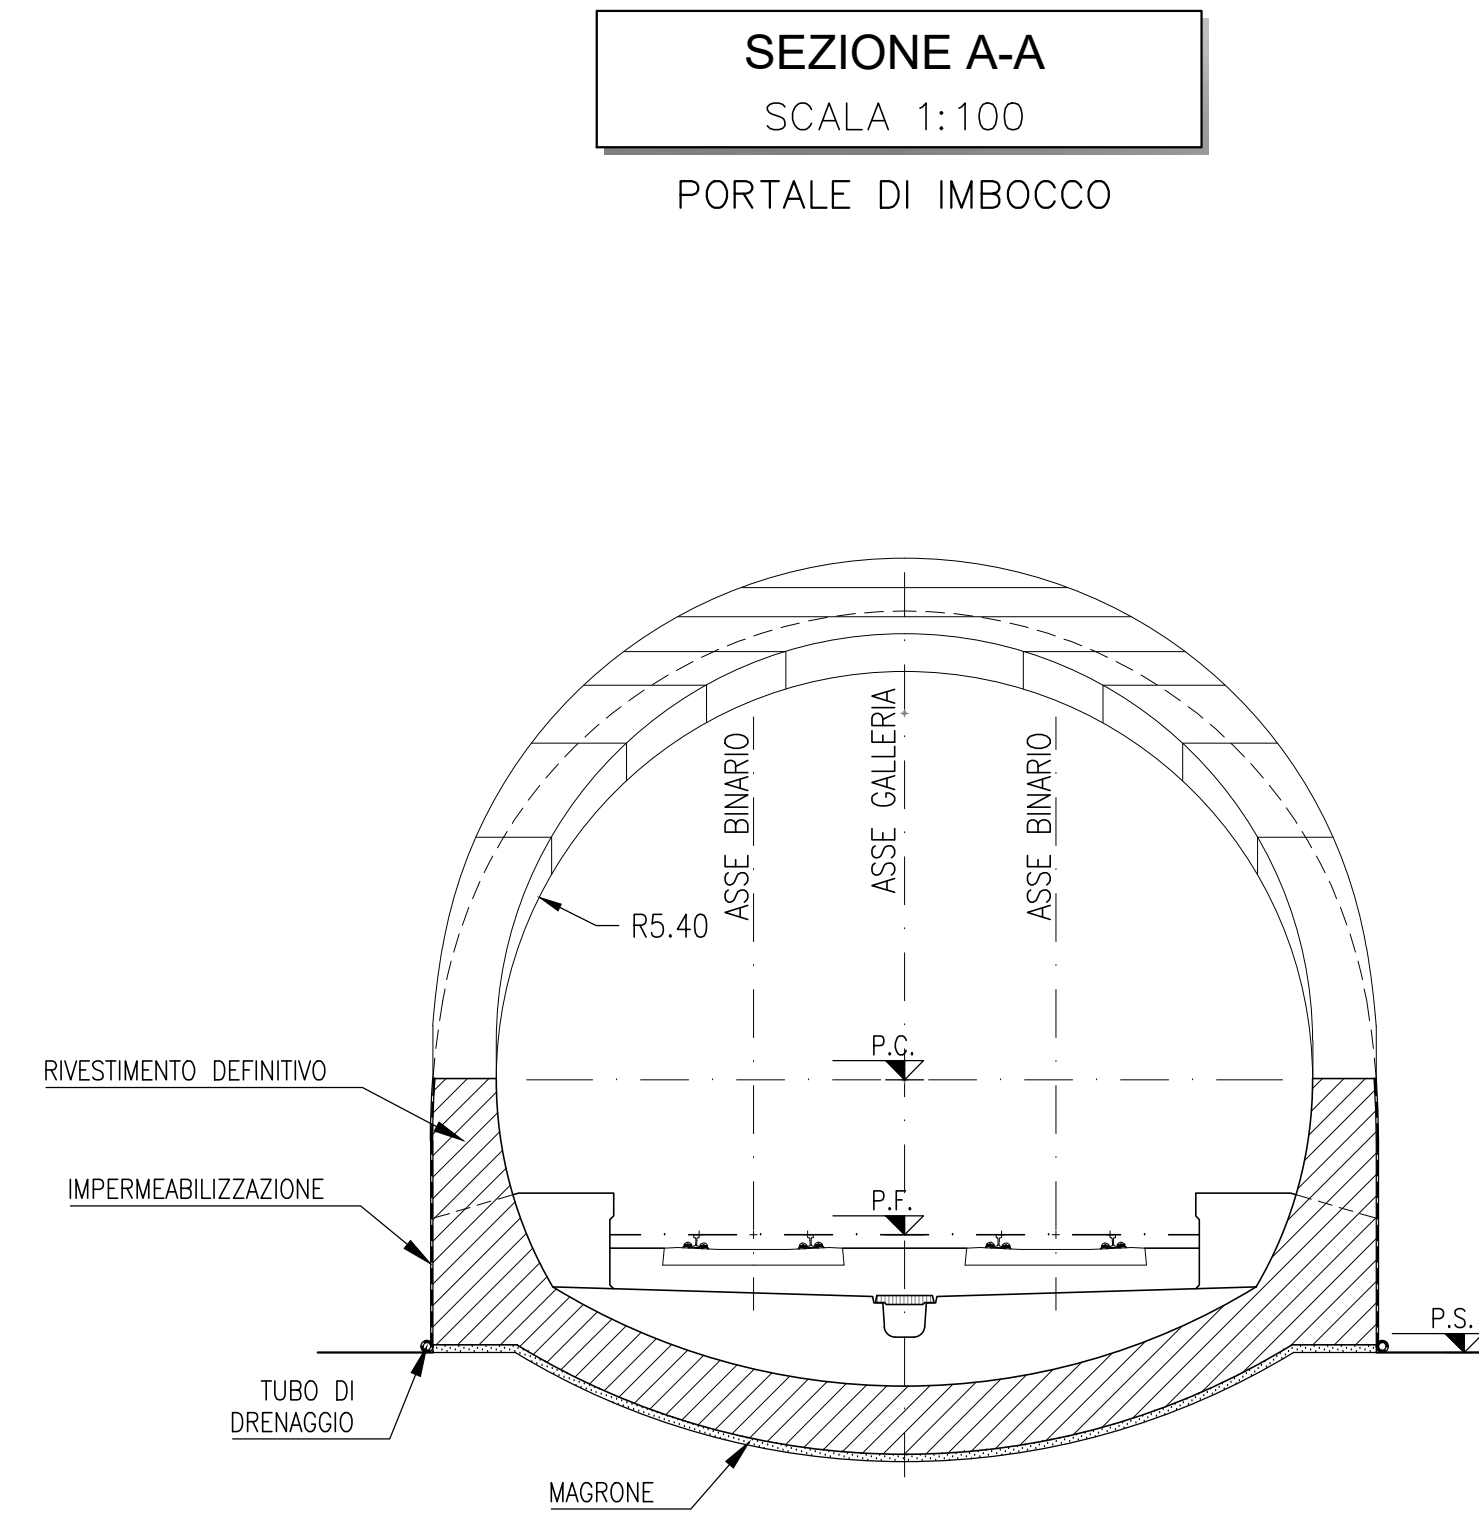 SEZIONE A-A
SCALA 1:100
PORTALE DI IMBOCCO
ASSE BINARIO
ASSE GALLERIA
ASSE BINARIO
R5.40
P.C.
RIVESTIMENTO DEFINITIVO
IMPERMEABILIZZAZIONE
P.F.
P.S.
TUBO DI
DRENAGGIO
MAGRONE